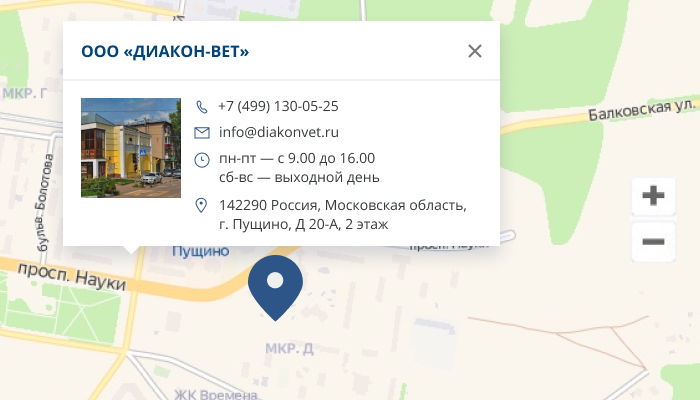 ООО «ДИАКОН-ВЕТ»
+7 (499) 130-05-25
info@diakonvet.ru
пн-пт — с 9.00 до 16.00
сб-вс — выходной день
142290 Россия, Московская область,
г. Пущино, Д 20-А, 2 этаж
МКР. Г
Балковская ул.
бульв. Болотова
Пущино
просп. Науки
просп. Науки
МКР. Д
ЖК Времена